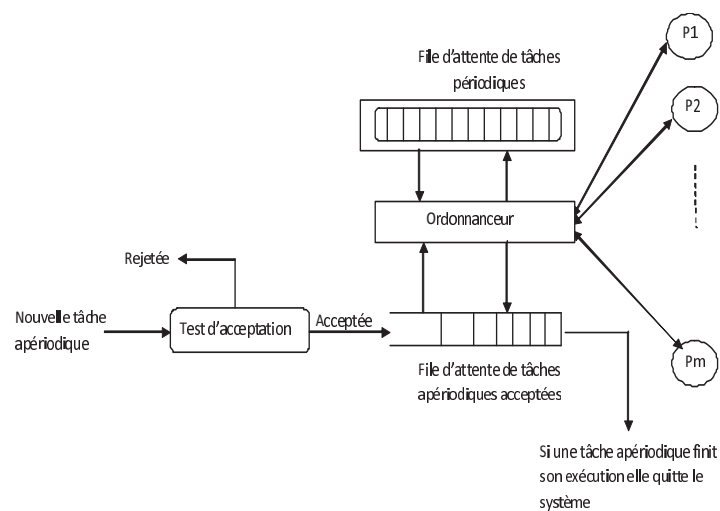 File d'attente de tâches
périodiques
P1
P2
Ordonnanceur
Rejetée
Nouvelle tâche
apériodique
Test d'acceptation
Acceptée
File d'attente de tâches
apériodiques acceptées
Pm
Si une tâche apériodique finit
son exécution elle quitte le
système